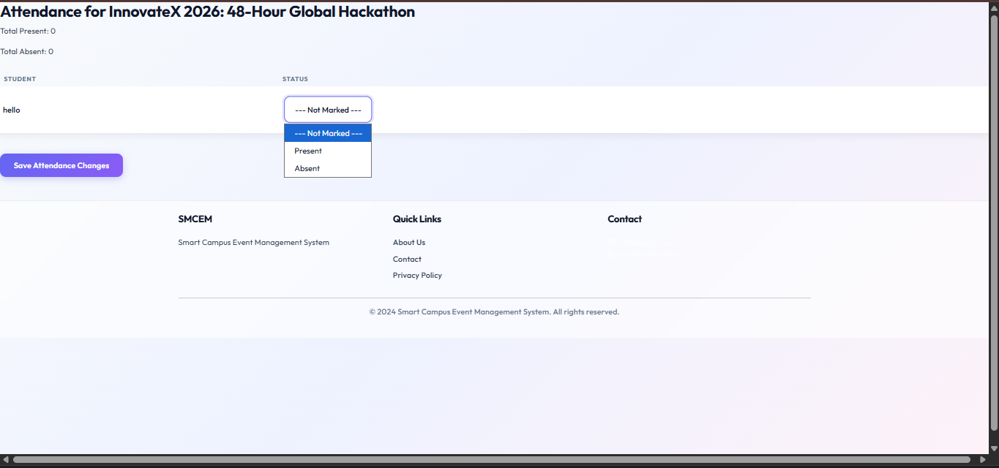 Attendance for InnovateX 2026: 48-Hour Global Hackathon
Total Present: 0
Total Absent: 0
STUDENT STATUS
hello --- Not Marked ---
--- Not Marked ---
Present
Absent
Save Attendance Changes
SMCEM
Smart Campus Event Management System
Quick Links
About Us
Contact
Privacy Policy
Contact
© 2024 Smart Campus Event Management System. All rights reserved.